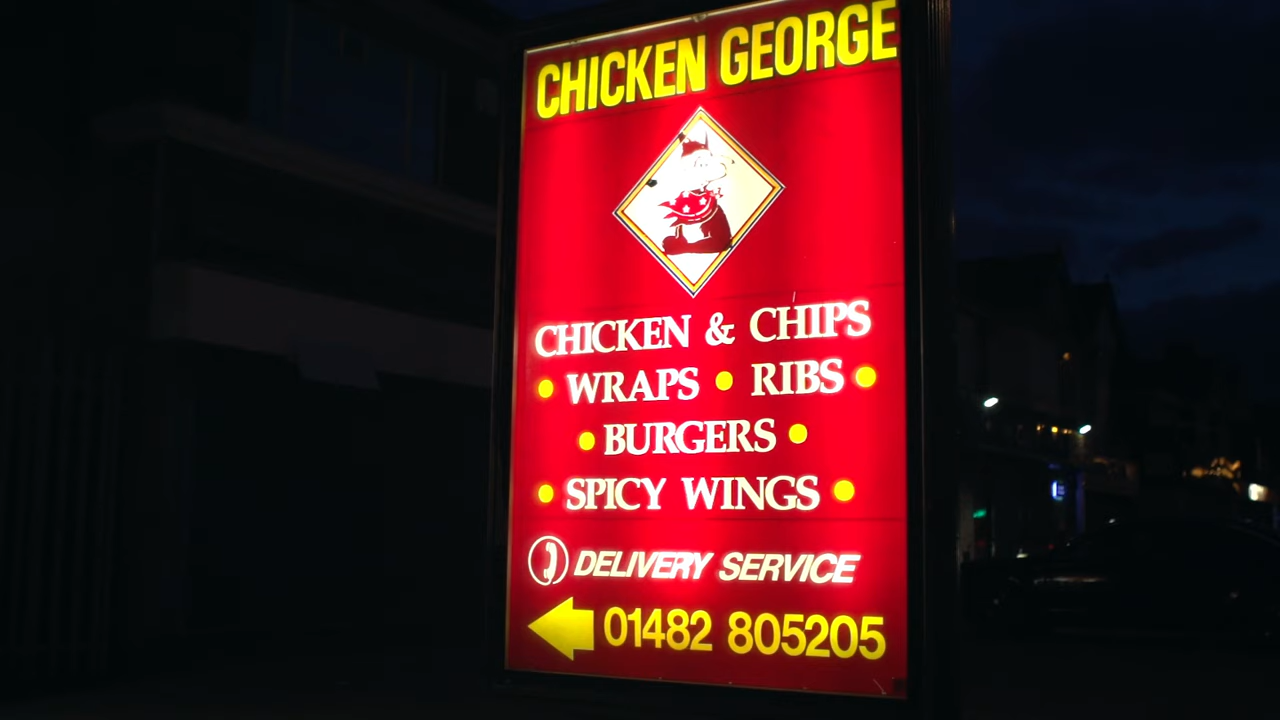 CHICKEN GEORGE
CHICKEN & CHIPS
• WRAPS • RIBS •
• BURGERS •
• SPICY WINGS •
DELIVERY SERVICE
01482 805205